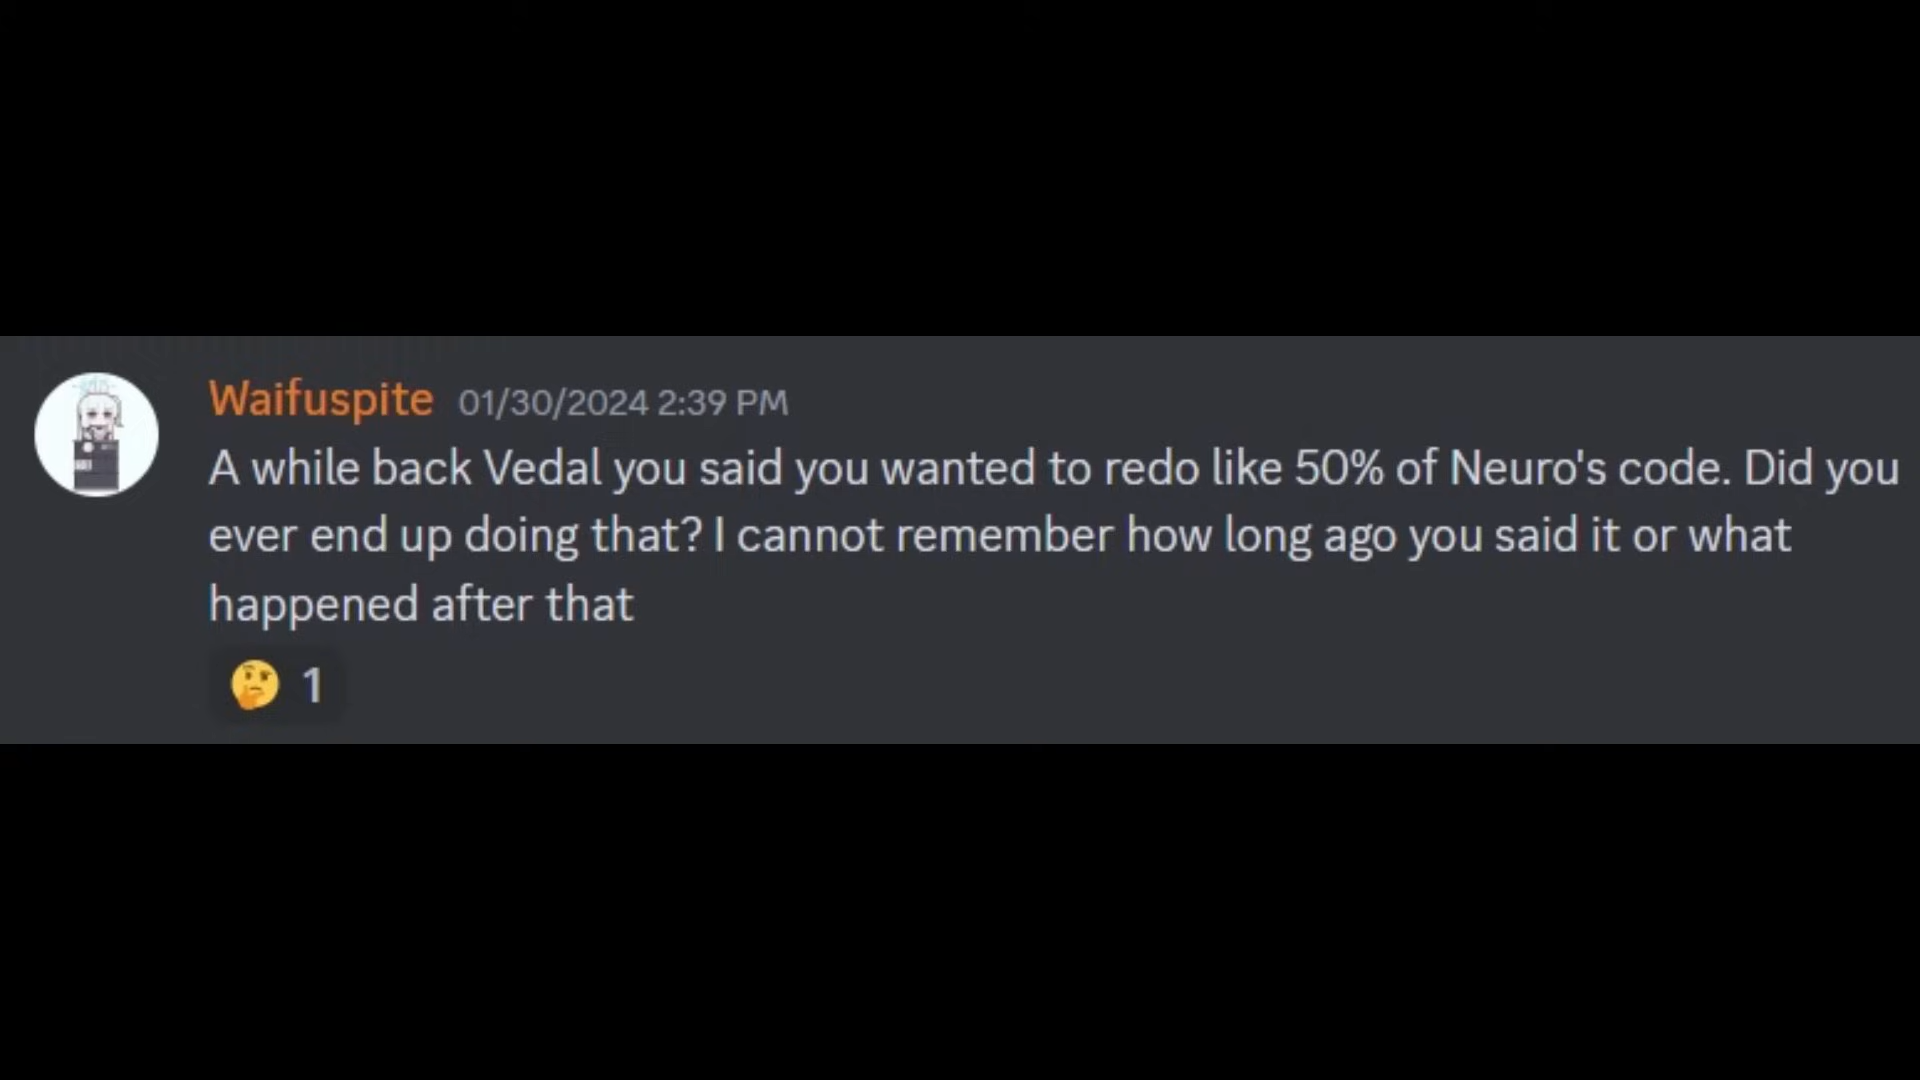 Waifuspite 01/30/2024 2:39 PM
A while back Vedal you said you wanted to redo like 50% of Neuro's code. Did you
ever end up doing that? I cannot remember how long ago you said it or what
happened after that
🤔 1